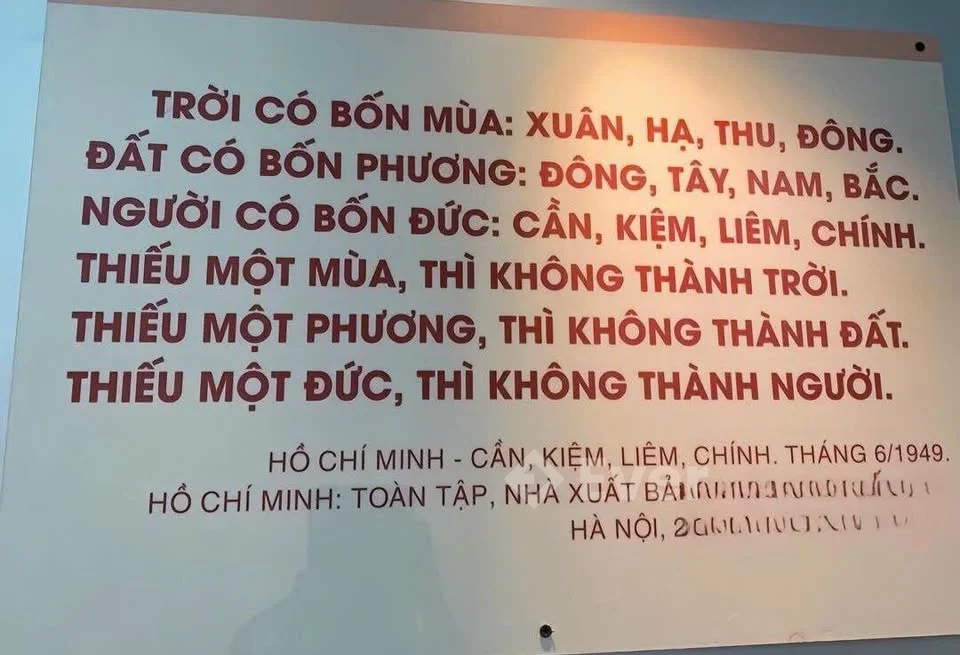 TRỜI CÓ BỐN MÙA: XUÂN, HẠ, THU, ĐÔNG.
ĐẤT CÓ BỐN PHƯƠNG: ĐÔNG, TÂY, NAM, BẮC.
NGƯỜI CÓ BỐN ĐỨC: CẦN, KIỆM, LIÊM, CHÍNH.
THIẾU MỘT MÙA, THÌ KHÔNG THÀNH TRỜI.
THIẾU MỘT PHƯƠNG, THÌ KHÔNG THÀNH ĐẤT.
THIẾU MỘT ĐỨC, THÌ KHÔNG THÀNH NGƯỜI.
HỒ CHÍ MINH - CẦN, KIỆM, LIÊM, CHÍNH. THÁNG 6/1949.
HỒ CHÍ MINH: TOÀN TẬP, NHÀ XUẤT BẢN
HÀ NỘI,